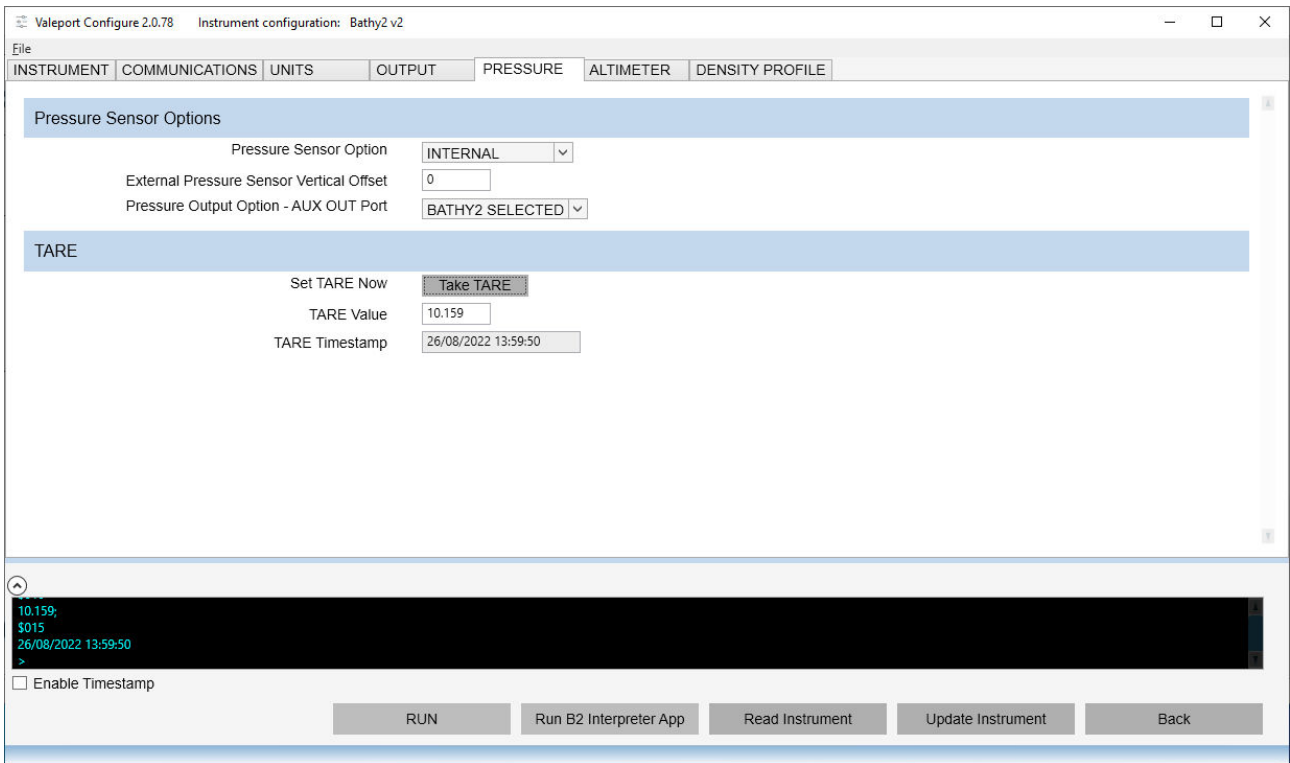 Valeport Configure 2.0.78 Instrument configuration: Bathy2 v2
File
INSTRUMENT COMMUNICATIONS UNITS OUTPUT PRESSURE ALTIMETER DENSITY PROFILE
Pressure Sensor Options
Pressure Sensor Option INTERNAL
External Pressure Sensor Vertical Offset 0
Pressure Output Option - AUX OUT Port BATHY2 SELECTED
TARE
Set TARE Now Take TARE
TARE Value 10.159
TARE Timestamp 26/08/2022 13:59:50
10.159;
$015
26/08/2022 13:59:50
>
Enable Timestamp
RUN Run B2 Interpreter App Read Instrument Update Instrument Back